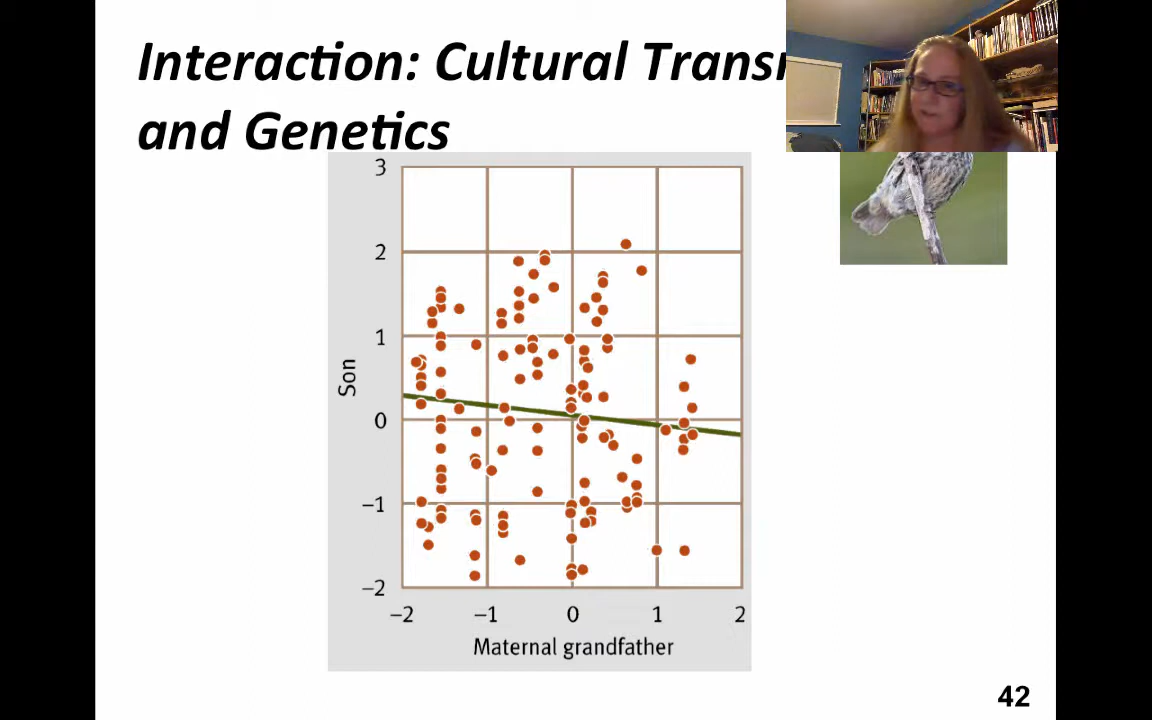 Interaction: Cultural
and Genetics
3
2
1
0
−1
−2
Son
−2 −1 0 1 2
Maternal grandfather
42